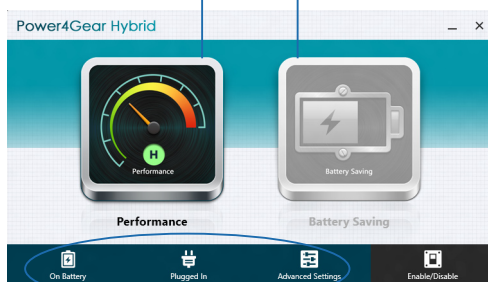 Power4Gear Hybrid
H
Performance
Battery Saving
Performance
Battery Saving
On Battery
Plugged In
Advanced Settings
Enable/Disable